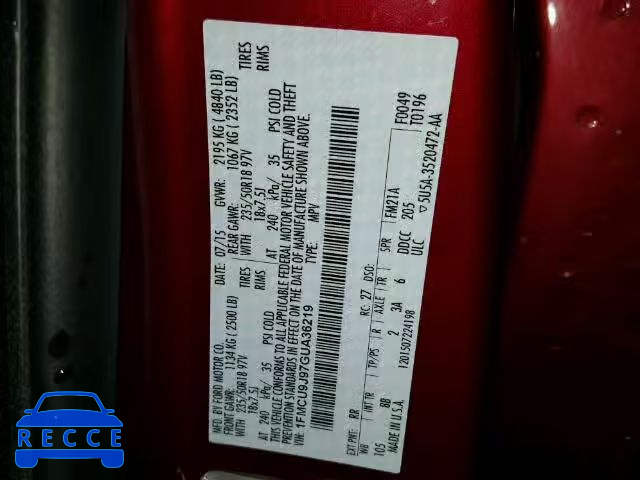 MFD. BY FORD MOTOR CO.
DATE: 07/15 GVWR: 2195 KG ( 4840 LB)
FRONT GAWR: 1134 KG ( 2500 LB) REAR GAWR: 1067 KG ( 2352 LB)
WITH 235/50R18 97V TIRES WITH 235/50R18 97V TIRES
18x7.5J RIMS 18x7.5J RIMS
AT 240 kPa/ 35 PSI COLD AT 240 kPa/ 35 PSI COLD
THIS VEHICLE CONFORMS TO ALL APPLICABLE FEDERAL MOTOR VEHICLE SAFETY AND THEFT
PREVENTION STANDARDS IN EFFECT ON THE DATE OF MANUFACTURE SHOWN ABOVE.
VIN: 1FMCU9J97GUA36219 TYPE: MPV
F0049
T0196
EXT PNT: RR RC: 27 DSO: FM21A
WB INT TR TP/PS R AXLE TR SPR
105 BB 2 3A 6 DDCC 205
MADE IN U.S.A. 1201507224198 ULC ▽5U5A-3520472-AA
RECCE